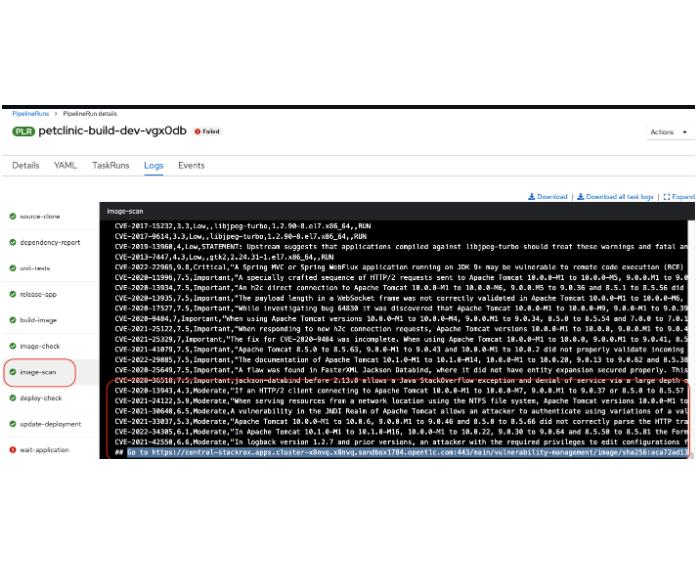 PipelineRuns > PipelineRun details
PLR petclinic-build-dev-vgx0db Failed
Actions
Details YAML TaskRuns Logs Events
Download | Download all task logs | Expand
source-clone
dependency-report
unit-tests
release-app
build-image
image-check
image-scan
deploy-check
update-deployment
wait-application
image-scan
CVE-2017-15232,3.3,Low,,libjpeg-turbo,1.2.90-8.el7.x86_64,,RUN
CVE-2017-9614,3.3,Low,,libjpeg-turbo,1.2.90-8.el7.x86_64,,RUN
CVE-2019-13960,4,Low,STATEMENT: Upstream suggests that applications compiled against libjpeg-turbo should treat these warnings and fatal an
CVE-2013-7447,4.3,Low,,gtk2,2.24.31-1.el7.x86_64,,RUN
CVE-2022-22965,9.8,Critical,"A Spring MVC or Spring WebFlux application running on JDK 9+ may be vulnerable to remote code execution (RCE)
CVE-2020-11996,7.5,Important,"A specially crafted sequence of HTTP/2 requests sent to Apache Tomcat 10.0.0-M1 to 10.0.0-M5, 9.0.0.M1
CVE-2020-13934,7.5,Important,"An h2c direct connection to Apache Tomcat 10.0.0-M1 to 10.0.0-M6, 9.0.0.M5 to 9.0.36 and 8.5.1 to 8.5.56 did
CVE-2020-13935,7.5,Important,"The payload length in a WebSocket frame was not correctly validated in Apache Tomcat 10.0.0-M1 to 10.0.0-M6,
CVE-2020-17527,7.5,Important,"While investigating bug 64830 it was discovered that Apache Tomcat 10.0.0-M1 to 10.0.0-M9, 9.0.0-M1 to 9.0.39
CVE-2020-9484,7,Important,"When using Apache Tomcat versions 10.0.0-M1 to 10.0.0-M4, 9.0.0.M1 to 9.0.34, 8.5.0 to 8.5.54 and 7.0.0 to 7.0.1
CVE-2021-25122,7.5,Important,"When responding to new h2c connection requests, Apache Tomcat versions 10.0.0-M1 to 10.0.0, 9.0.0.M1 to 9.0.4
CVE-2021-25329,7,Important,"The fix for CVE-2020-9484 was incomplete. When using Apache Tomcat 10.0.0-M1 to 10.0.0, 9.0.0.M1 to 9.0.41, 8.5
CVE-2021-41079,7.5,Important,"Apache Tomcat 8.5.0 to 8.5.63, 9.0.0-M1 to 9.0.43 and 10.0.0-M1 to 10.0.2 did not properly validate incoming
CVE-2022-29885,7.5,Important,"The documentation of Apache Tomcat 10.1.0-M1 to 10.1.0-M14, 10.0.0-M1 to 10.0.20, 9.0.13 to 9.0.62 and 8.5.38
CVE-2020-25649,7.5,Important,"A flaw was found in FasterXML Jackson Databind, where it did not have entity expansion secured properly. This
CVE-2020-36518,7.5,Important,jackson-databind before 2.13.0 allows a Java StackOverflow exception and denial of service via a large depth o
CVE-2020-13943,4.3,Moderate,"If an HTTP/2 client connecting to Apache Tomcat 10.0.0-M1 to 10.0.0-M7, 9.0.0.M1 to 9.0.37 or 8.5.0 to 8.5.57
CVE-2021-24122,5.9,Moderate,"When serving resources from a network location using the NTFS file system, Apache Tomcat versions 10.0.0-M1 to
CVE-2021-30640,6.5,Moderate,A vulnerability in the JNDI Realm of Apache Tomcat allows an attacker to authenticate using variations of a val
CVE-2021-33037,5.3,Moderate,"Apache Tomcat 10.0.0-M1 to 10.0.6, 9.0.0.M1 to 9.0.46 and 8.5.0 to 8.5.66 did not correctly parse the HTTP tra
CVE-2022-34305,6.1,Moderate,"In Apache Tomcat 10.1.0-M1 to 10.1.0-M16, 10.0.0-M1 to 10.0.22, 9.0.30 to 9.0.64 and 8.5.50 to 8.5.81 the Form
CVE-2021-42550,6.6,Moderate,"In logback version 1.2.7 and prior versions, an attacker with the required privileges to edit configurations f
## Go to https://central-stackrox.apps.cluster-x8nvq.x8nvq.sandbox1784.opentlc.com:443/main/vulnerability-management/image/sha256:aca72ad13